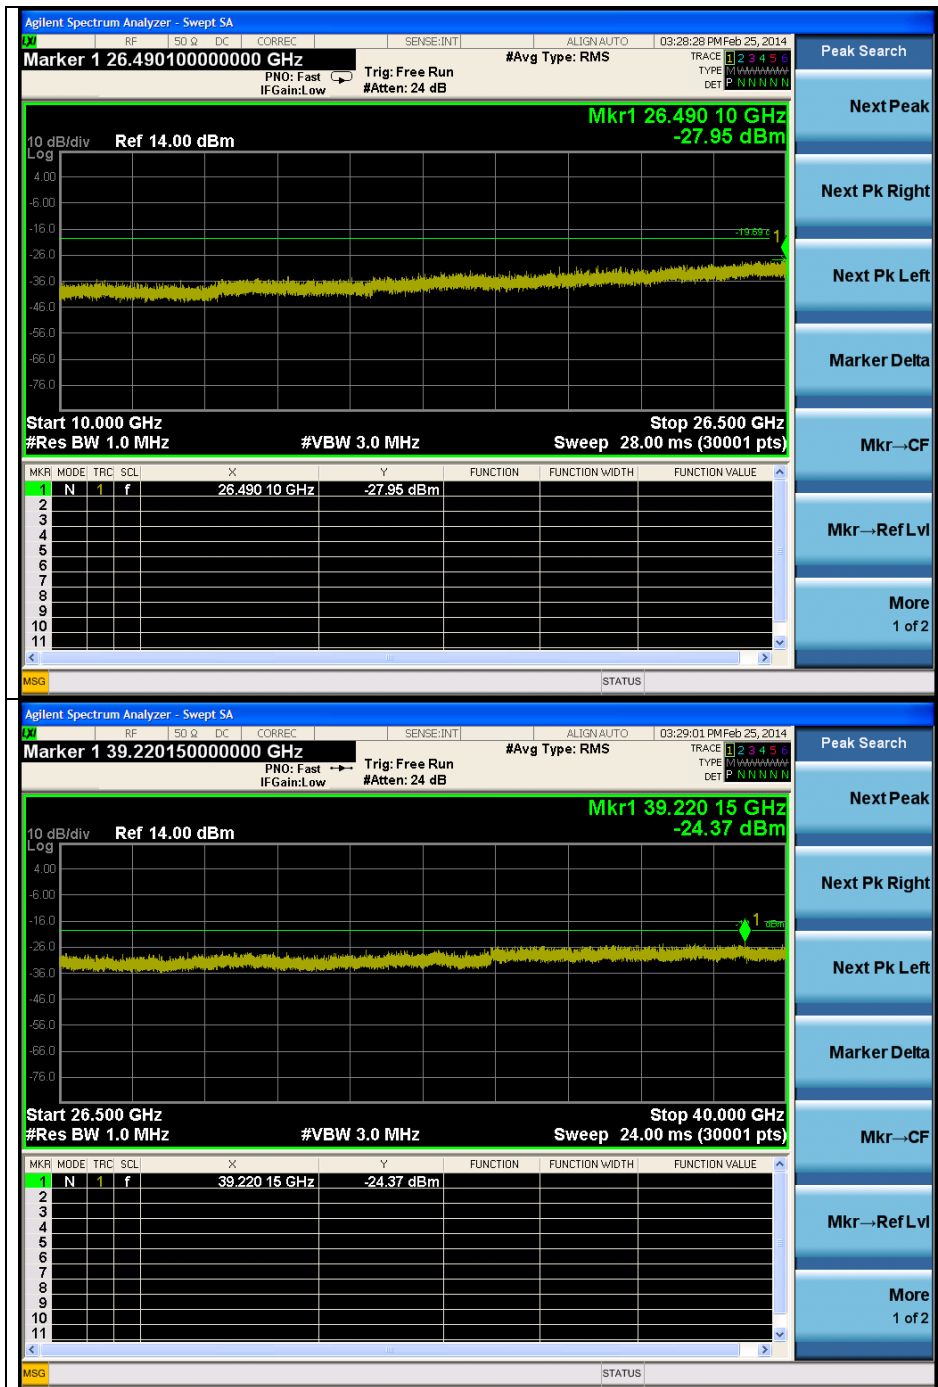 Agilent Spectrum Analyzer - Swept SA
LXI RF 50 Ω DC CORREC SENSE:INT ALIGN AUTO 03:28:28 PM Feb 25, 2014
Marker 1 26.490100000000 GHz #Avg Type: RMS TRACE 1 2 3 4 5 6
PNO: Fast Trig: Free Run TYPE M W W W W W
IFGain:Low #Atten: 24 dB DET P N N N N N
Mkr1 26.490 10 GHz
-27.95 dBm
10 dB/div Ref 14.00 dBm
Log
4.00
-6.00
-16.0
-19.69 1
-26.0
-36.0
-46.0
-56.0
-66.0
-76.0
Start 10.000 GHz Stop 26.500 GHz
#Res BW 1.0 MHz #VBW 3.0 MHz Sweep 28.00 ms (30001 pts)
MKR MODE TRC SCL X Y FUNCTION FUNCTION WIDTH FUNCTION VALUE
1 N 1 f 26.490 10 GHz -27.95 dBm
2
3
4
5
6
7
8
9
10
11
MSG STATUS
Peak Search
Next Peak
Next Pk Right
Next Pk Left
Marker Delta
Mkr→CF
Mkr→Ref Lvl
More
1 of 2
Agilent Spectrum Analyzer - Swept SA
LXI RF 50 Ω DC CORREC SENSE:INT ALIGN AUTO 03:29:01 PM Feb 25, 2014
Marker 1 39.220150000000 GHz #Avg Type: RMS TRACE 1 2 3 4 5 6
PNO: Fast Trig: Free Run TYPE M W W W W W
IFGain:Low #Atten: 24 dB DET P N N N N N
Mkr1 39.220 15 GHz
-24.37 dBm
10 dB/div Ref 14.00 dBm
Log
4.00
-6.00
-16.0
1 dBm
-26.0
-36.0
-46.0
-56.0
-66.0
-76.0
Start 26.500 GHz Stop 40.000 GHz
#Res BW 1.0 MHz #VBW 3.0 MHz Sweep 24.00 ms (30001 pts)
MKR MODE TRC SCL X Y FUNCTION FUNCTION WIDTH FUNCTION VALUE
1 N 1 f 39.220 15 GHz -24.37 dBm
2
3
4
5
6
7
8
9
10
11
MSG STATUS
Peak Search
Next Peak
Next Pk Right
Next Pk Left
Marker Delta
Mkr→CF
Mkr→Ref Lvl
More
1 of 2